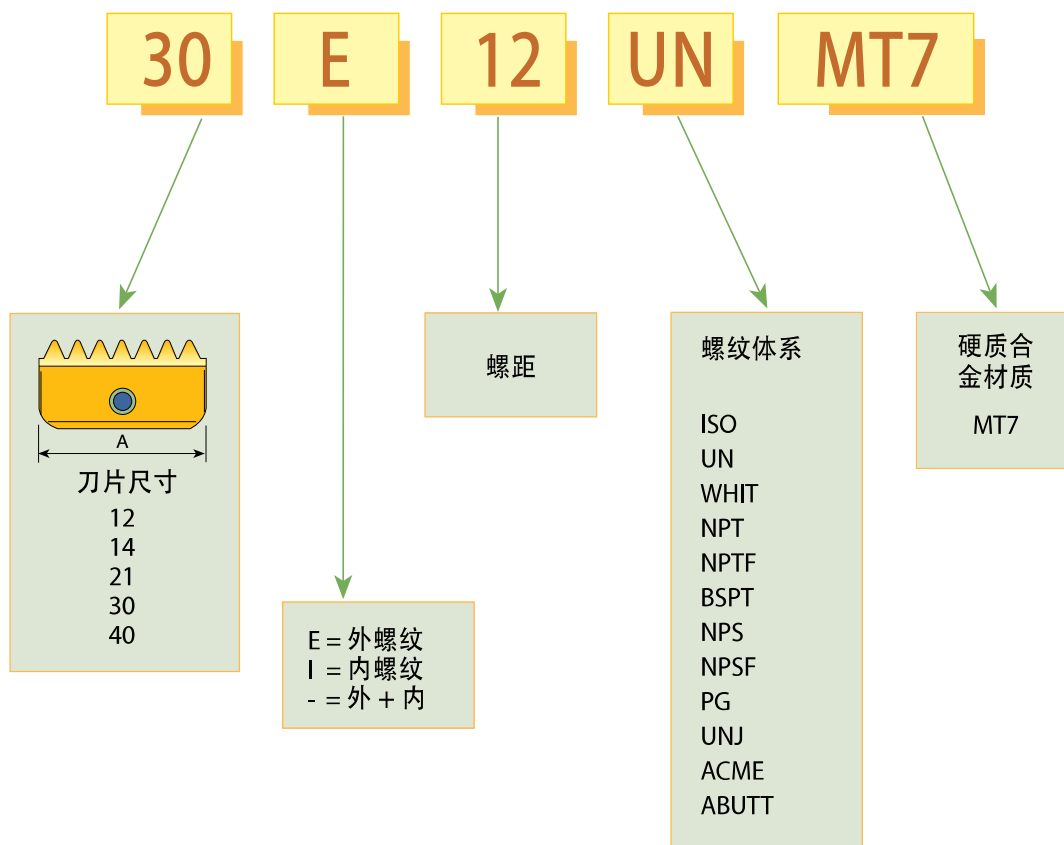 30 E 12 UN MT7
A
刀片尺寸
12
14
21
30
40
E = 外螺纹
I = 内螺纹
- = 外 + 内
螺距
螺纹体系
ISO
UN
WHIT
NPT
NPTF
BSPT
NPS
NPSF
PG
UNJ
ACME
ABUTT
硬质合
金材质
MT7